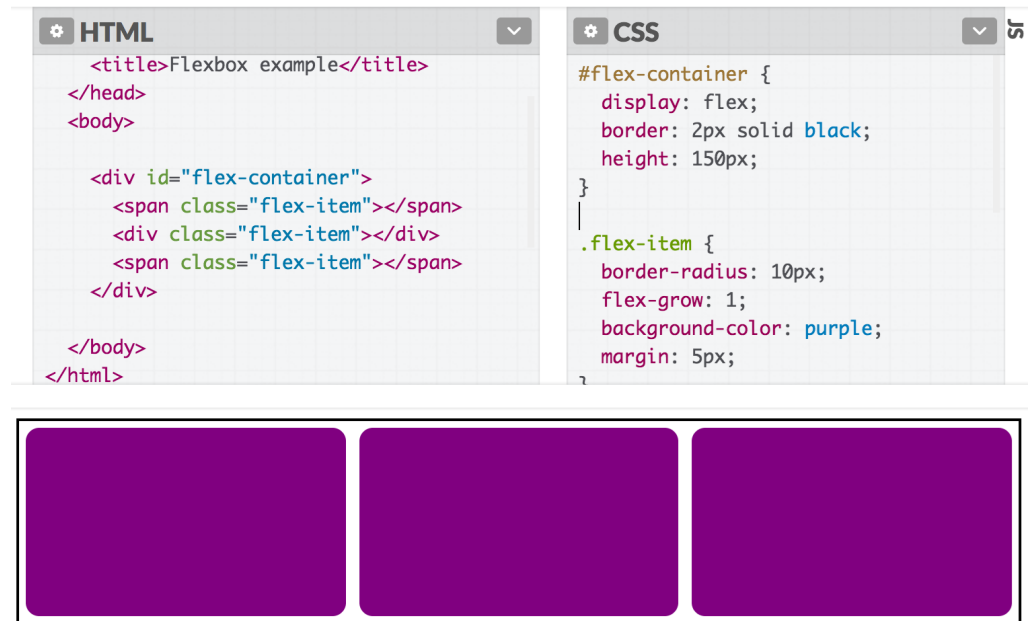 HTML
<title>Flexbox example</title>
</head>
<body>
<div id="flex-container">
<span class="flex-item"></span>
<div class="flex-item"></div>
<span class="flex-item"></span>
</div>
</body>
</html>
CSS
#flex-container {
display: flex;
border: 2px solid black;
height: 150px;
}
.flex-item {
border-radius: 10px;
flex-grow: 1;
background-color: purple;
margin: 5px;
}
JS